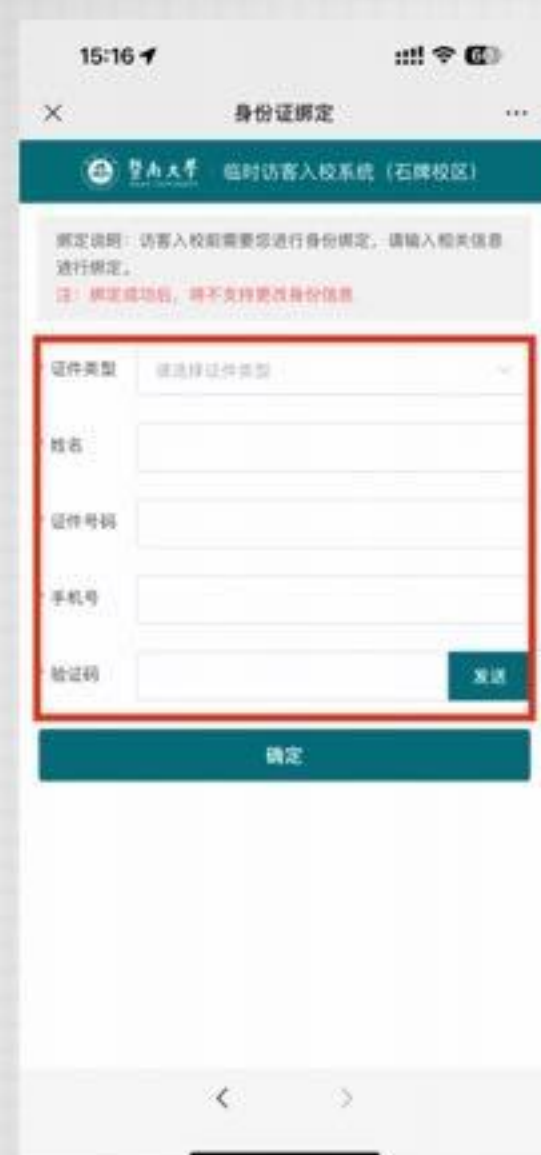 15:16
身份证绑定
暨南大学 临时访客入校系统（石牌校区）
绑定说明：访客入校前需要您进行身份绑定，请输入相关信息
进行绑定。
注：绑定成功后，将不支持更改身份信息
证件类型 请选择证件类型
姓名
证件号码
手机号
验证码 发送
确定